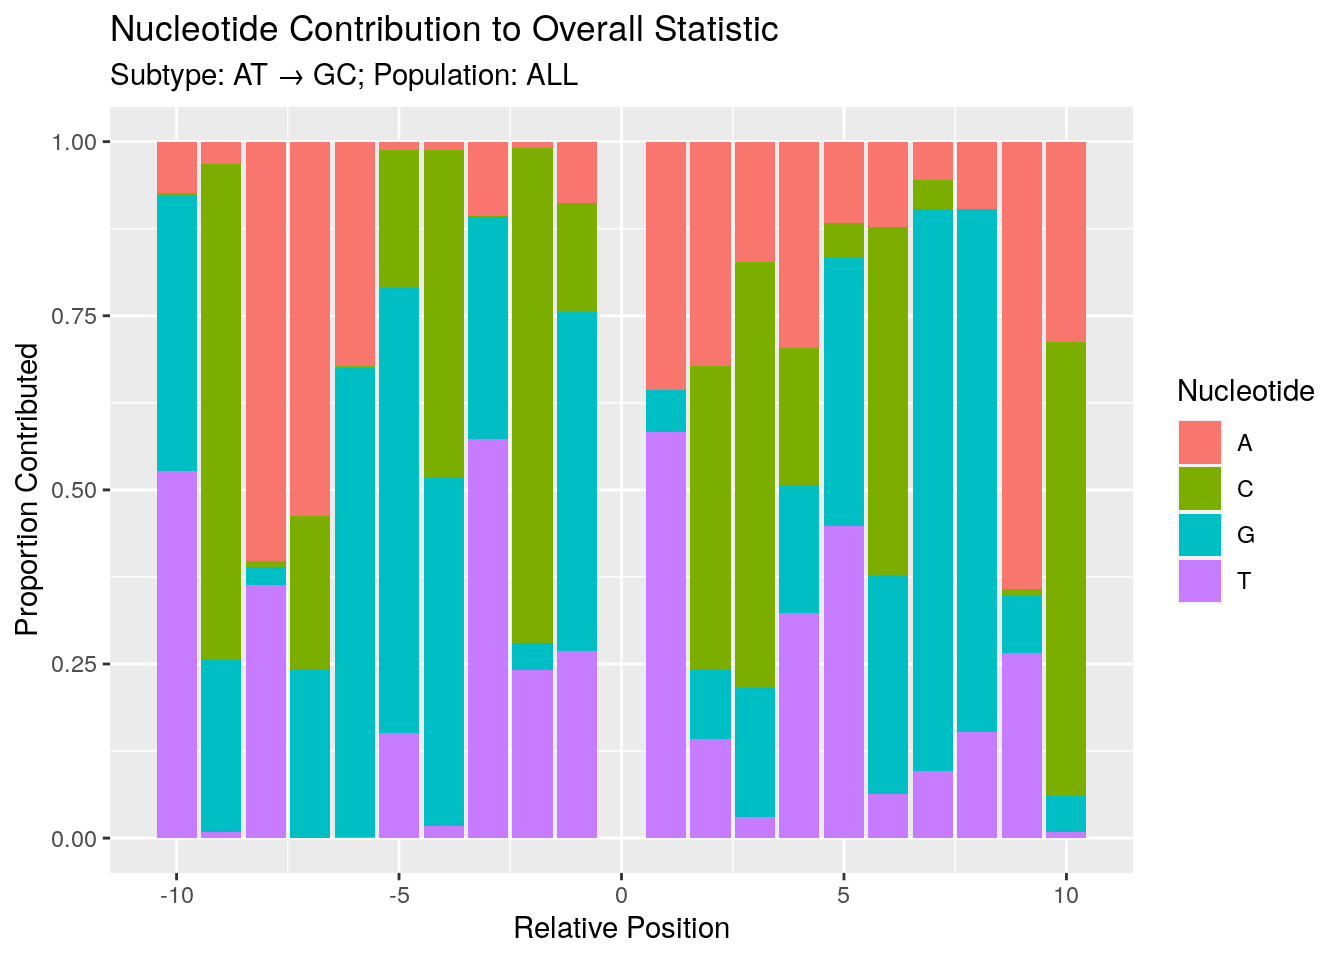 Nucleotide Contribution to Overall Statistic
Subtype: AT → GC; Population: ALL
Proportion Contributed
1.00
0.75
0.50
0.25
0.00
-10
-5
0
5
10
Relative Position
Nucleotide
A
C
G
T